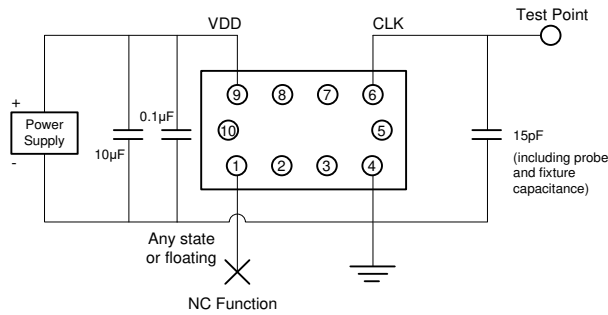 Test Point
VDD
CLK
+
Power
Supply
-
10µF
0.1µF
9
8
7
6
10
5
1
2
3
4
15pF
(including probe
and fixture
capacitance)
Any state
or floating
NC Function